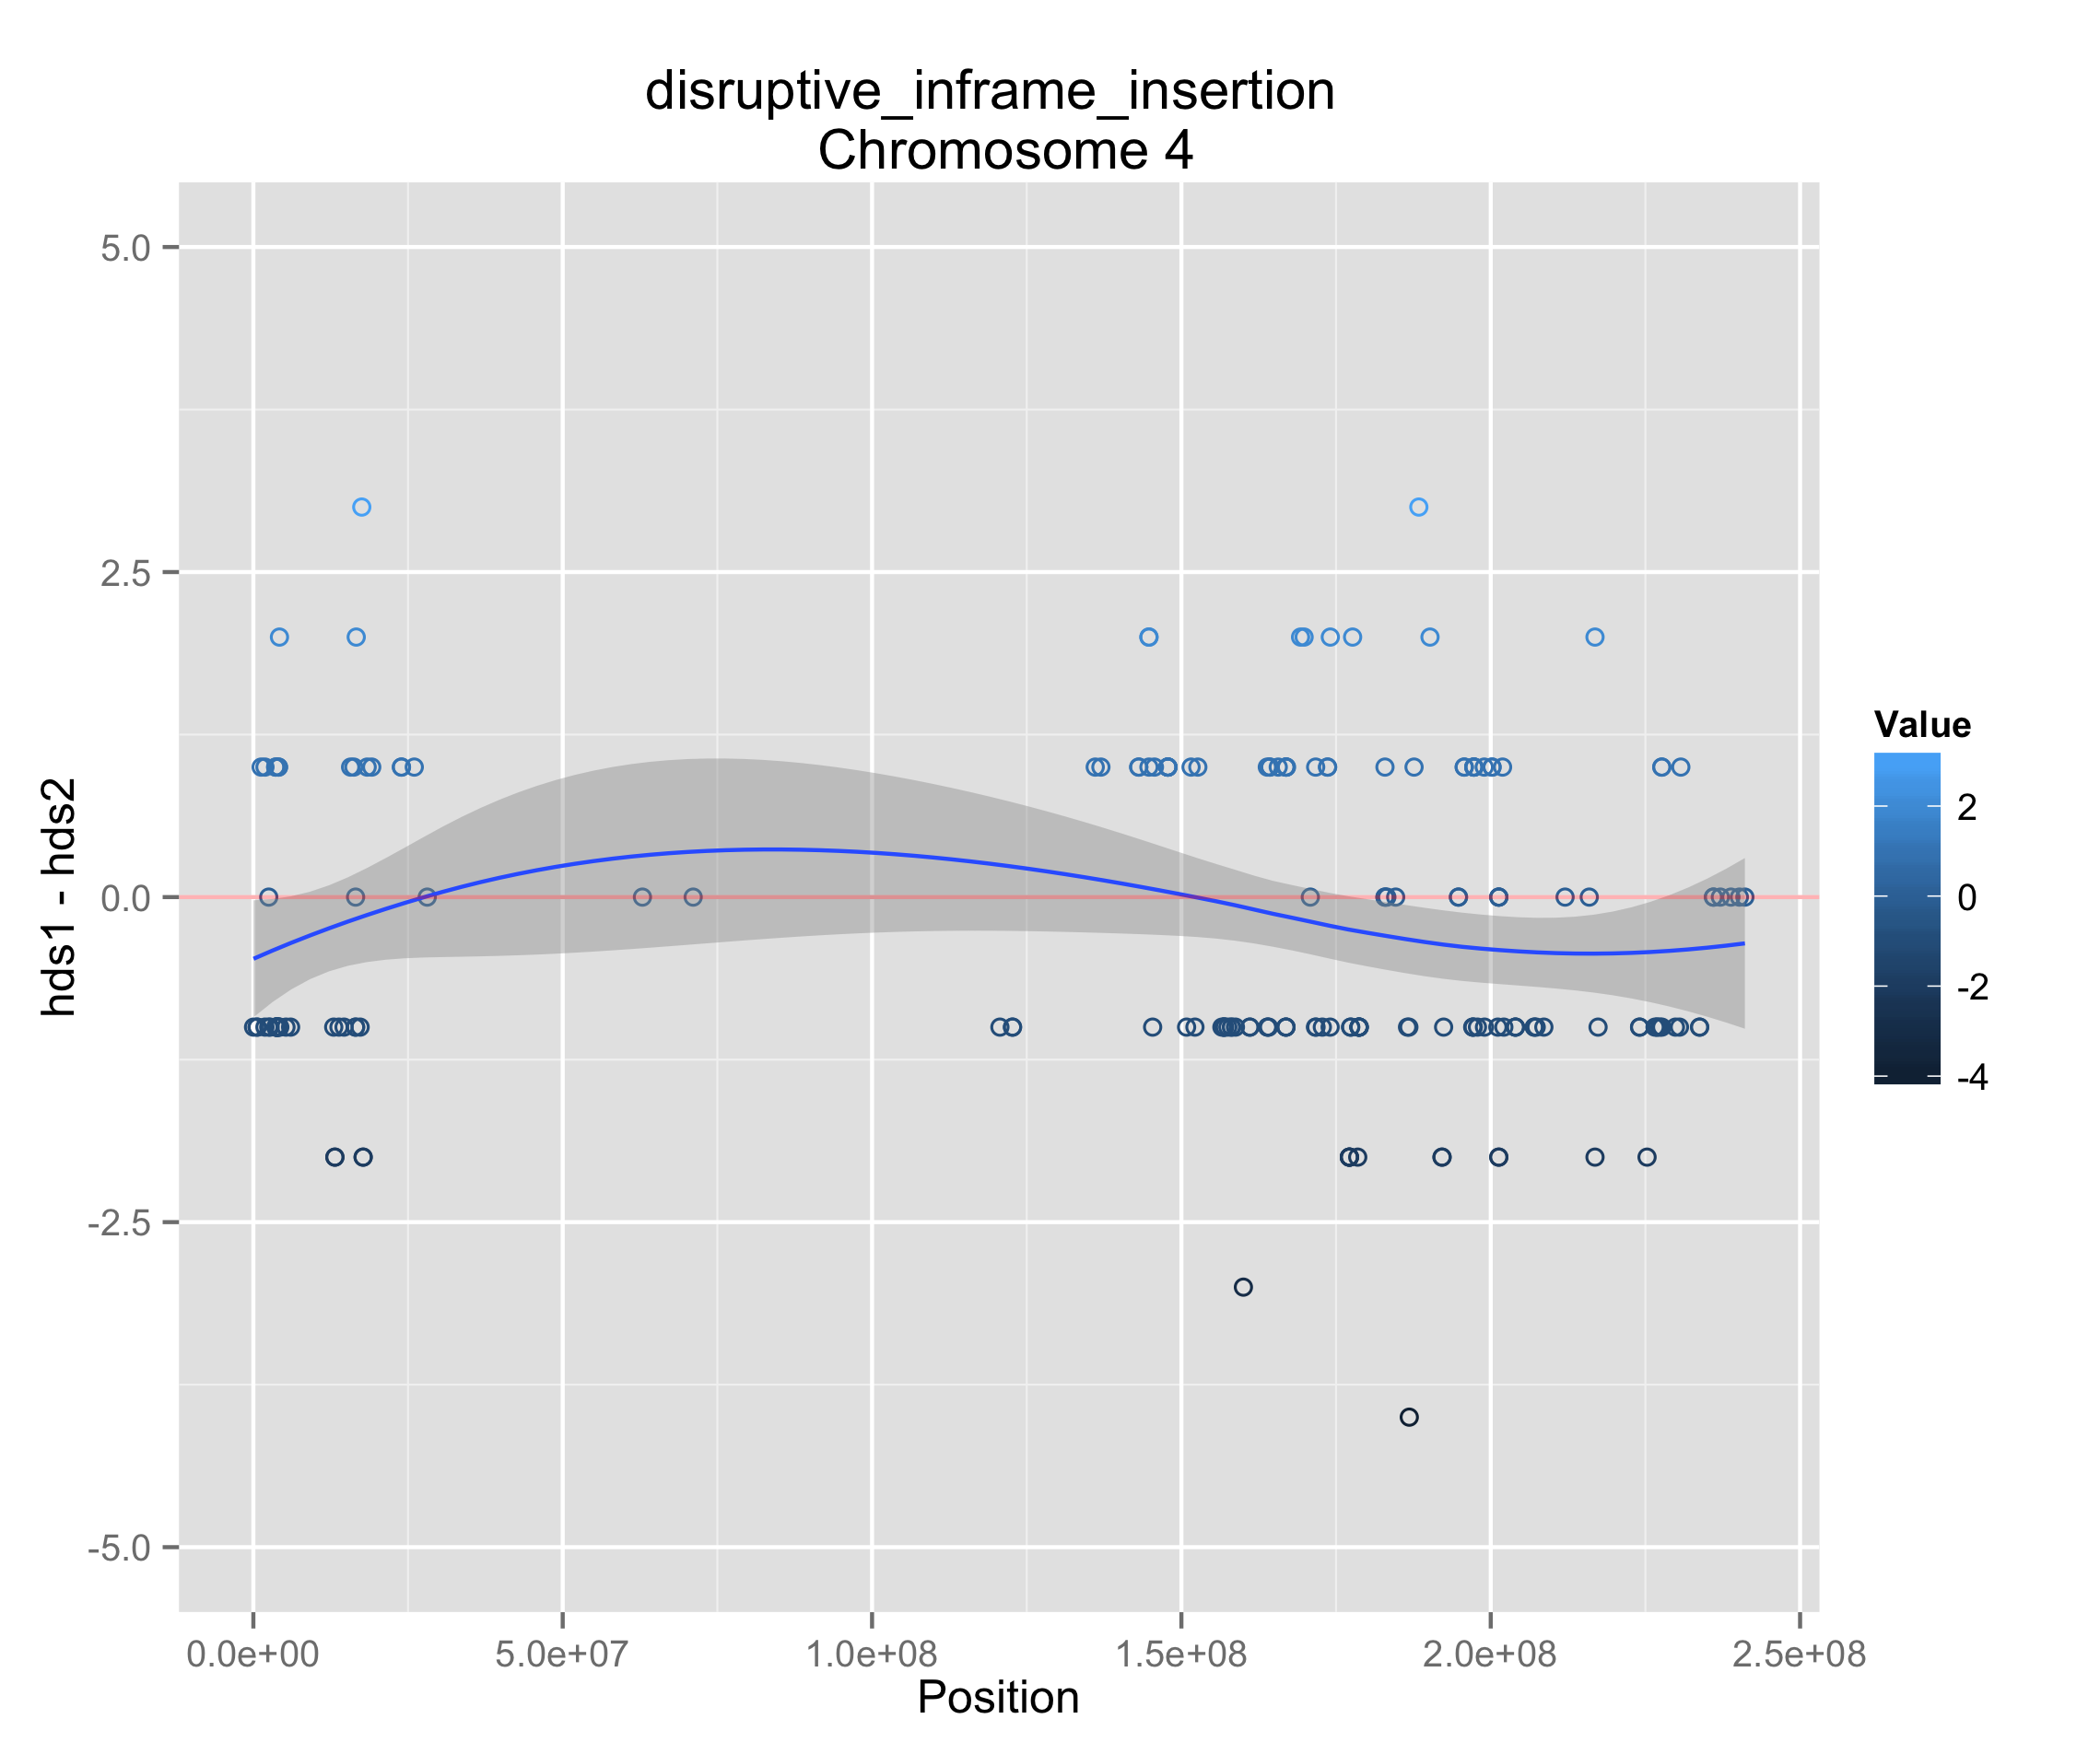 disruptive_inframe_insertion
Chromosome 4
5.0
2.5
0.0
-2.5
-5.0
hds1 - hds2
0.0e+00 5.0e+07 1.0e+08 1.5e+08 2.0e+08 2.5e+08
Position
Value
2
0
-2
-4